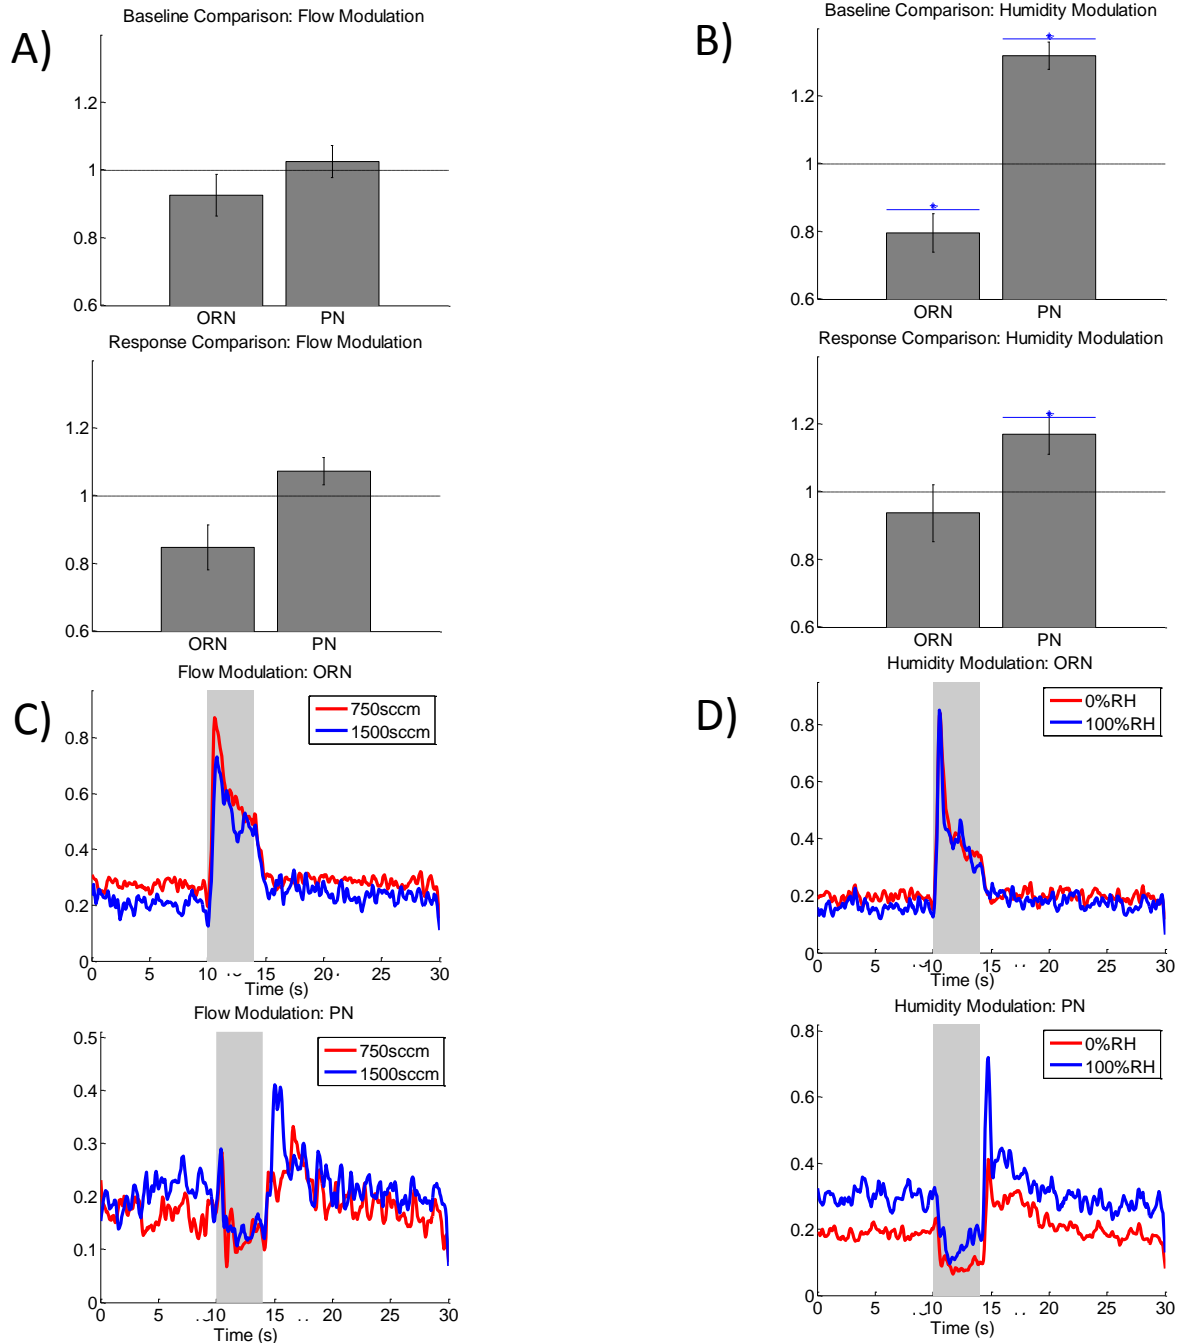 A)
Baseline Comparison: Flow Modulation
1.2
1
0.8
0.6
ORN PN
Response Comparison: Flow Modulation
1.2
1
0.8
0.6
ORN PN
B)
Baseline Comparison: Humidity Modulation
*
1.2
1
*
0.8
0.6
ORN PN
Response Comparison: Humidity Modulation
*
1.2
1
0.8
0.6
ORN PN
C)
Flow Modulation: ORN
750sccm
1500sccm
0.8
0.6
0.4
0.2
0
0 5 10 15 20 25 30
Time (s)
Flow Modulation: PN
750sccm
1500sccm
0.5
0.4
0.3
0.2
0.1
0
0 5 10 15 20 25 30
Time (s)
D)
Humidity Modulation: ORN
0%RH
100%RH
0.8
0.6
0.4
0.2
0
0 5 10 15 20 25 30
Time (s)
Humidity Modulation: PN
0%RH
100%RH
0.8
0.6
0.4
0.2
0
0 5 10 15 20 25 30
Time (s)